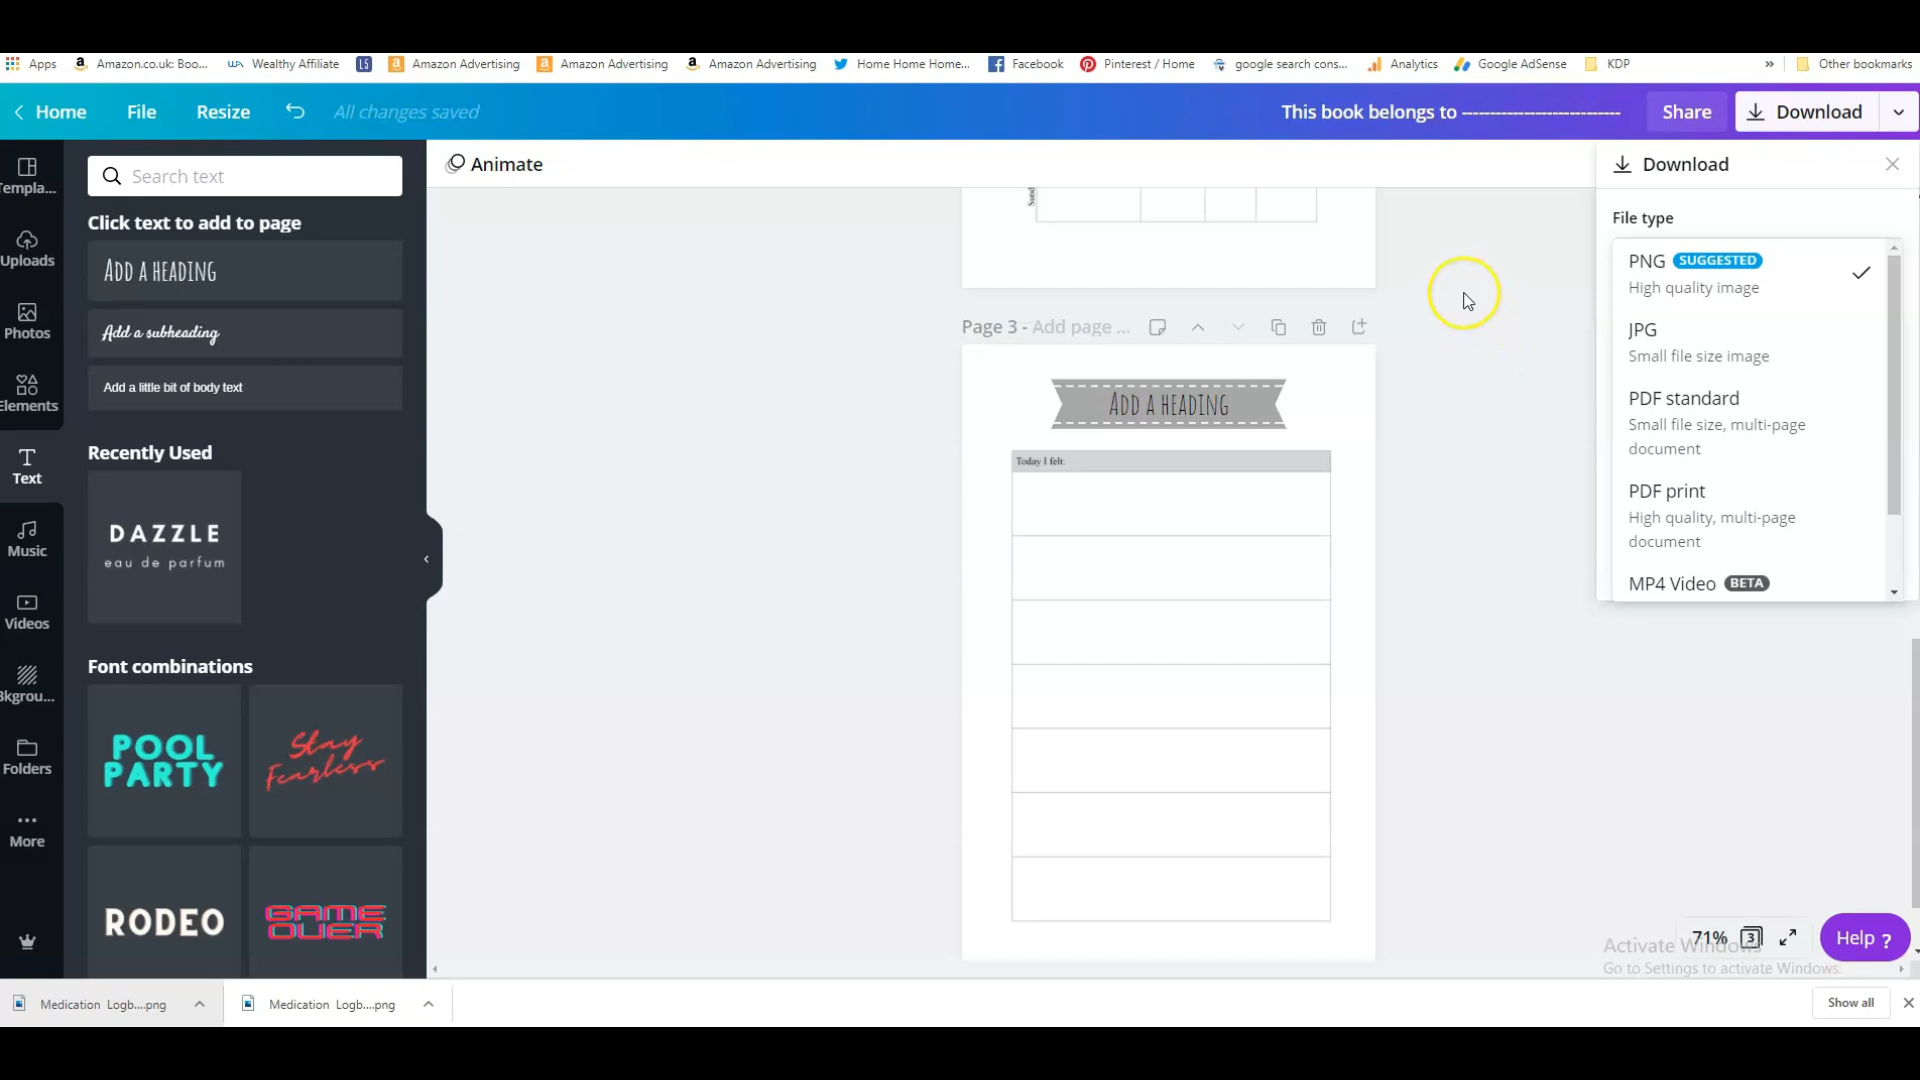 Apps
Amazon.co.uk: Boo...
Wealthy Affiliate
Amazon Advertising
Amazon Advertising
Amazon Advertising
Home Home Home...
Facebook
Pinterest / Home
google search cons...
Analytics
Google AdSense
KDP
»
Other bookmarks
Home
File
Resize
All changes saved
This book belongs to ----------------------------
Share
Download
Templa...
Uploads
Photos
Elements
Text
Music
Videos
Bkgrou...
Folders
More
Search text
Click text to add to page
ADD A HEADING
Add a subheading
Add a little bit of body text
Recently Used
DAZZLE
eau de parfum
Font combinations
POOL
PARTY
Stay
Fearless
RODEO
GAME
OVER
Animate
Sund
Page 3 - Add page ...
ADD A HEADING
Today I felt:
Download
File type
PNG SUGGESTED
High quality image
JPG
Small file size image
PDF standard
Small file size, multi-page
document
PDF print
High quality, multi-page
document
MP4 Video BETA
71%
3
Help ?
Activate Windows
Go to Settings to activate Windows.
Medication Logb....png
Medication Logb....png
Show all